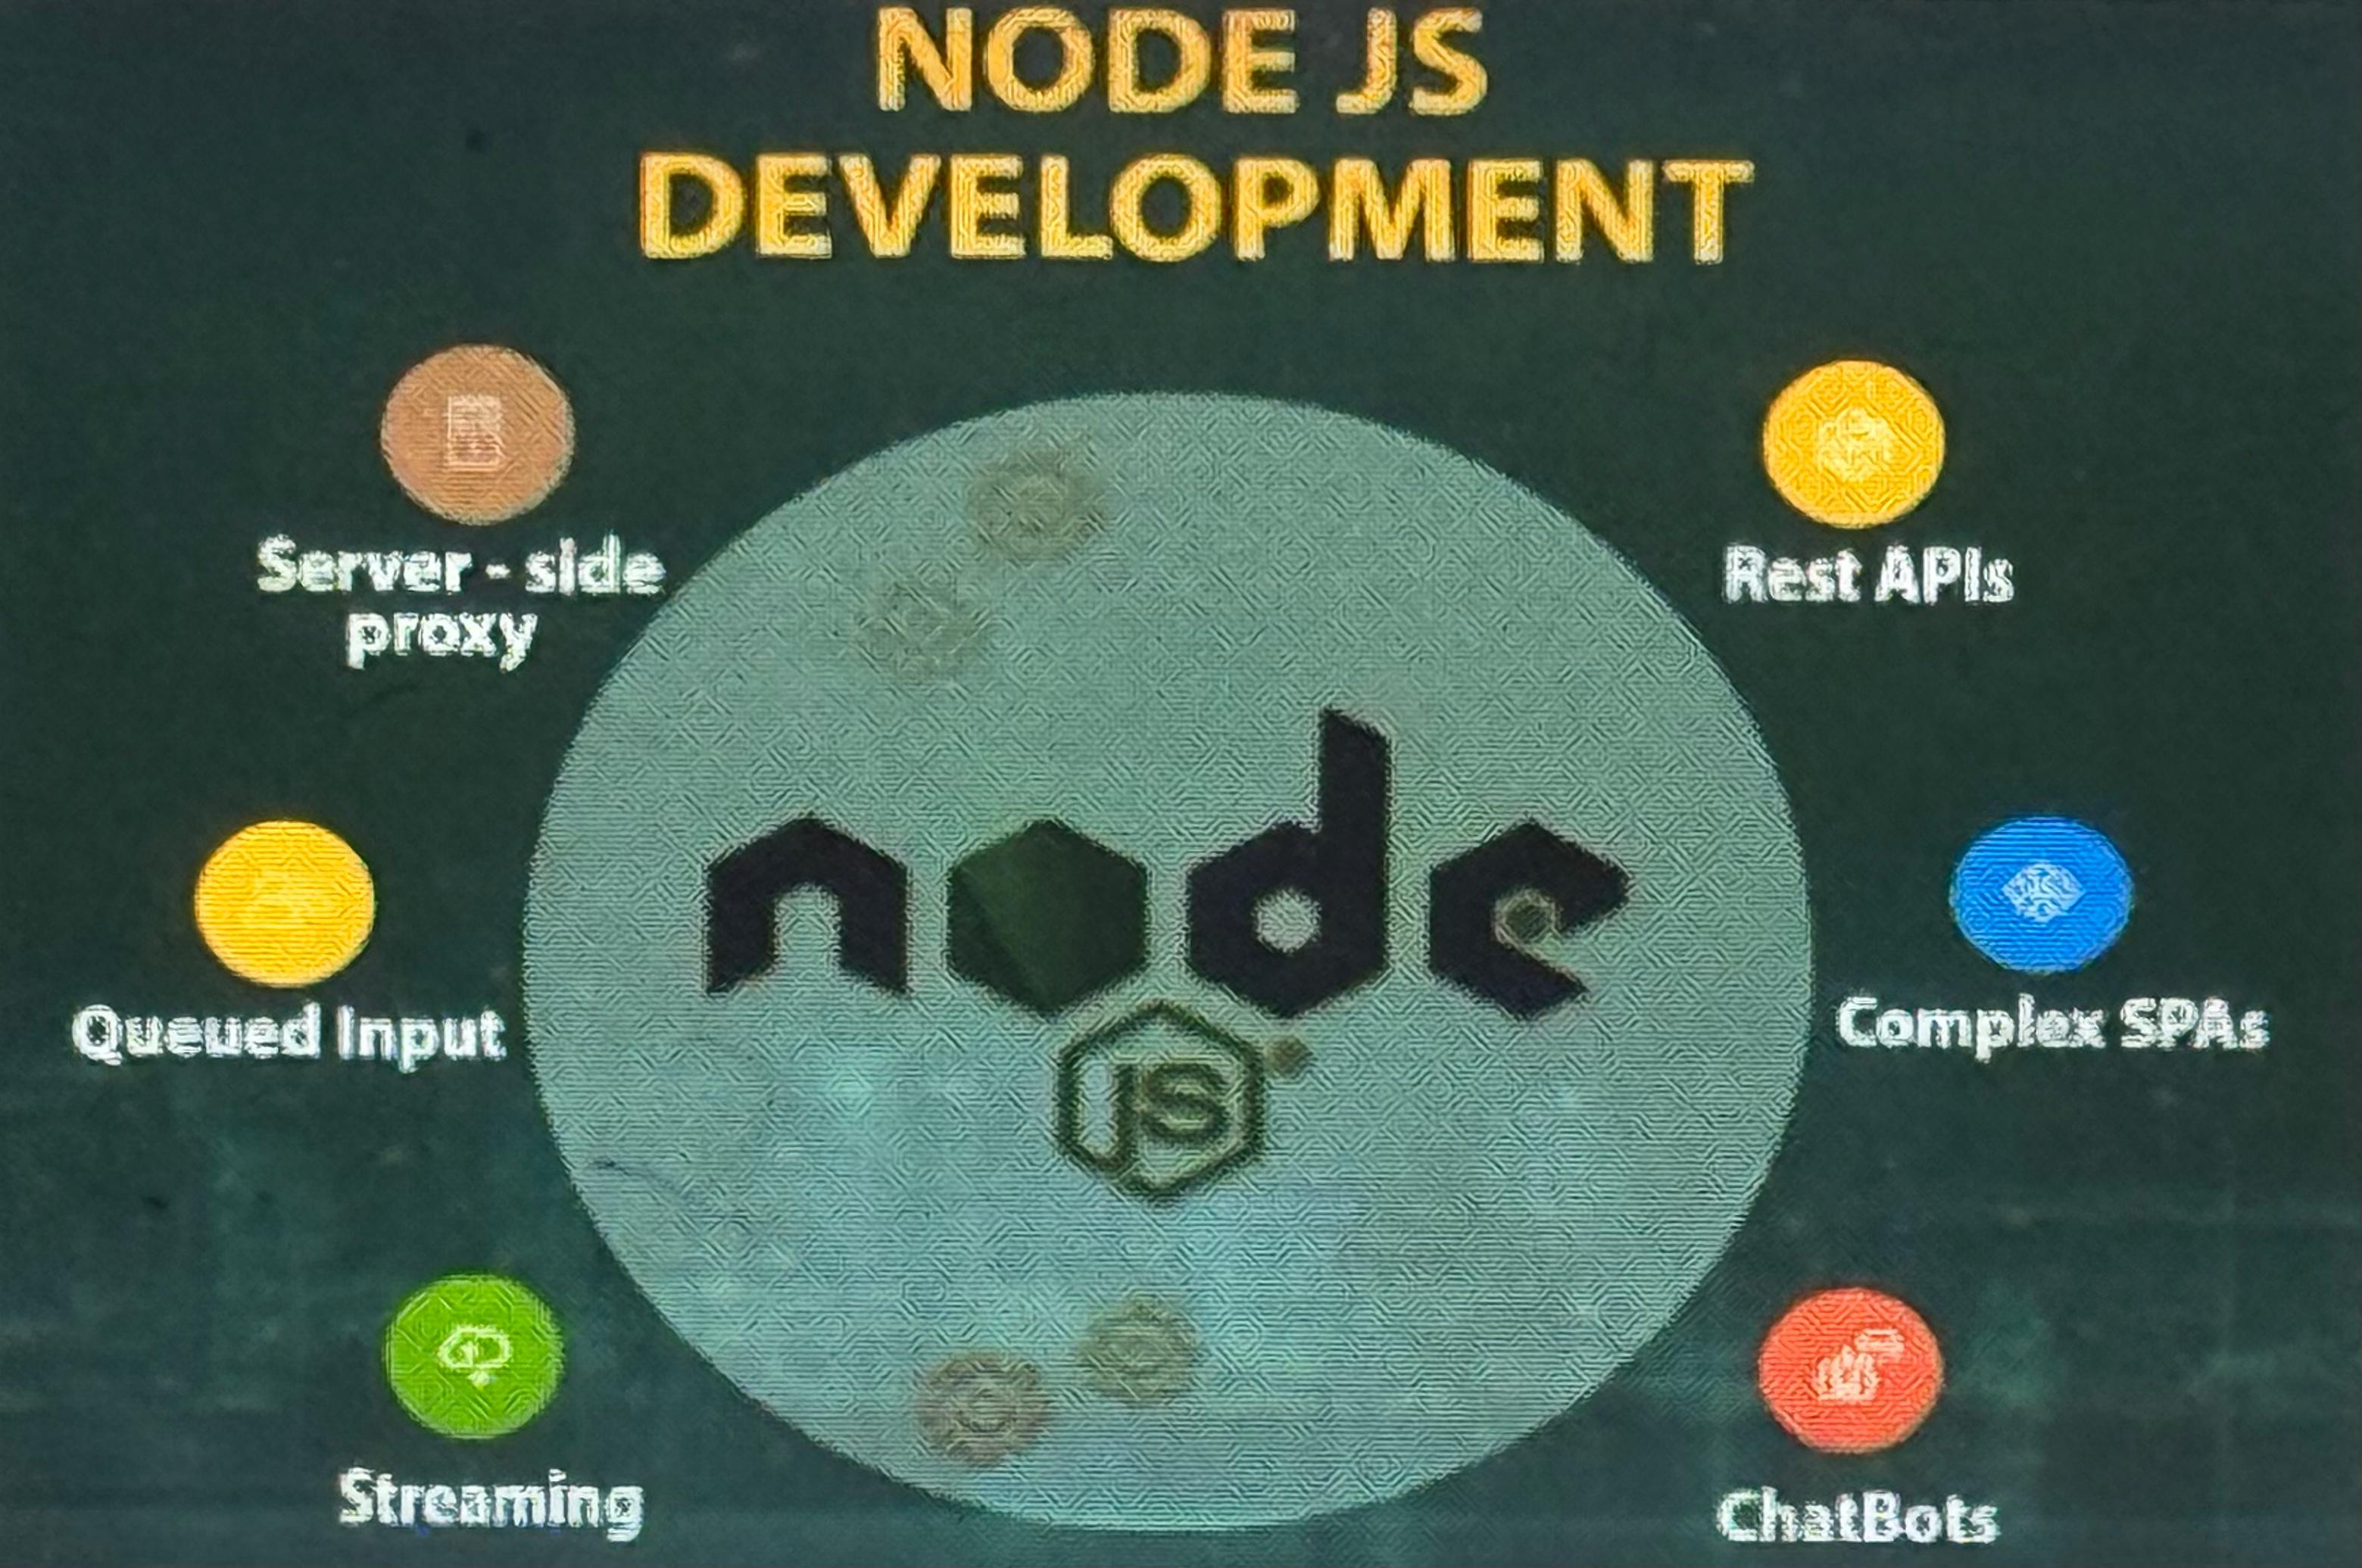 NODE JS
DEVELOPMENT
Server - side
proxy
Rest APIs
node
JS
Queued Input
Complex SPAs
Streaming
ChatBots